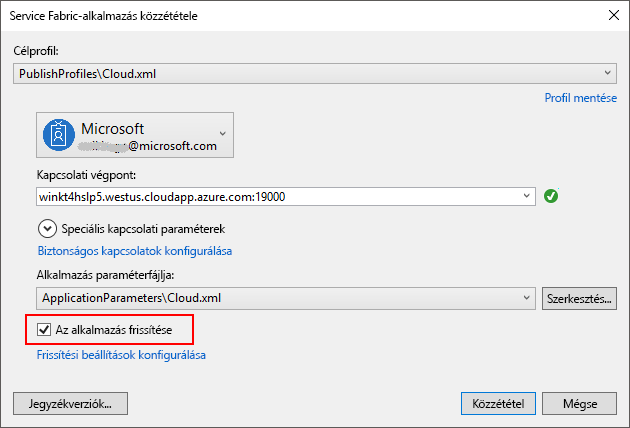 Service Fabric-alkalmazás közzététele
Célprofil:
PublishProfiles\Cloud.xml
Profil mentése
Microsoft
@microsoft.com
Kapcsolati végpont:
winkt4hslp5.westus.cloudapp.azure.com:19000
Speciális kapcsolati paraméterek
Biztonságos kapcsolatok konfigurálása
Alkalmazás paraméterfájlja:
ApplicationParameters\Cloud.xml
Szerkesztés...
Az alkalmazás frissítése
Frissítési beállítások konfigurálása
Jegyzékverziók...
Közzététel
Mégse